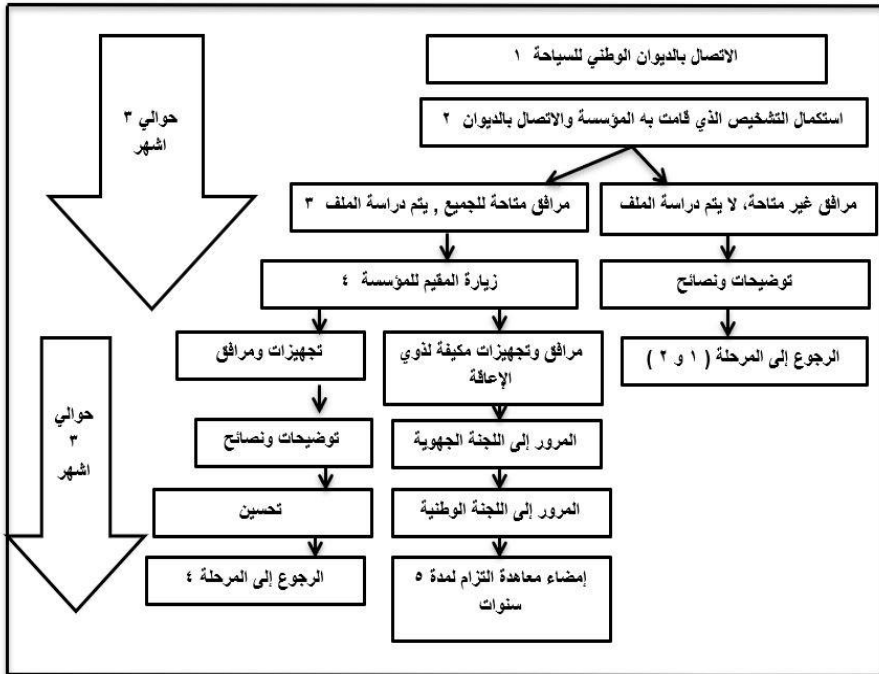 الاتصال بالديوان الوطني للسياحة ١
استكمال التشخيص الذي قامت به المؤسسة والاتصال بالديوان ٢
حوالي ٣
اشهر
مرافق غير متاحة، لا يتم دراسة الملف
مرافق متاحة للجميع , يتم دراسة الملف ٣
توضيحات ونصائح
زيارة المقيم للمؤسسة ٤
الرجوع إلى المرحلة ( ١ و ٢ )
مرافق وتجهيزات مكيفة لذوي
الإعاقة
تجهيزات ومرافق
المرور إلى اللجنة الجهوية
توضيحات ونصائح
المرور إلى اللجنة الوطنية
تحسين
إمضاء معاهدة التزام لمدة ٥
سنوات
الرجوع إلى المرحلة ٤
حوالي
٣
اشهر